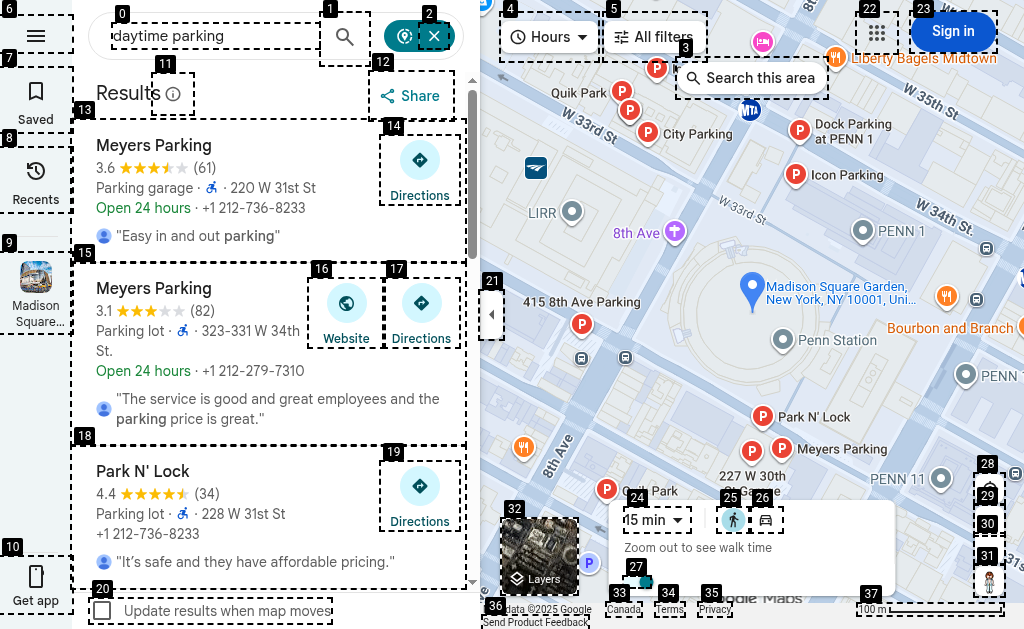 6
0
1
2
daytime parking
7
Saved
8
Recents
9
Madison
Square...
10
Get app
11
Results
12
Share
13
Meyers Parking
3.6 (61)
Parking garage · · 220 W 31st St
Open 24 hours · +1 212-736-8233
"Easy in and out parking"
14
Directions
15
Meyers Parking
3.1 (82)
Parking lot · · 323-331 W 34th
St.
Open 24 hours · +1 212-279-7310
"The service is good and great employees and the
parking price is great."
16
Website
17
Directions
18
Park N' Lock
4.4 (34)
Parking lot · · 228 W 31st St
+1 212-736-8233
"It's safe and they have affordable pricing."
19
Directions
20
Update results when map moves
21
4
Hours
5
All filters
3
Search this area
22
23
Sign in
Liberty Bagels Midtown
Quik Park
W 33rd St
City Parking
MTA
Dock Parking
at PENN 1
W 35th St
Icon Parking
W 34th St.
LIRR
W 33rd St
8th Ave
PENN 1
Madison Square Garden,
New York, NY 10001, Uni...
415 8th Ave Parking
Bourbon and Branch
Penn Station
PENN
Park N' Lock
8th Ave
Meyers Parking
227 W 30th
PENN 11
28
29
30
31
32
Layers
24
15 min
25
26
Zoom out to see walk time
27
33
34
35
36
37
©2025 Google
Canada
Terms
Privacy
Send Product Feedback
100 m